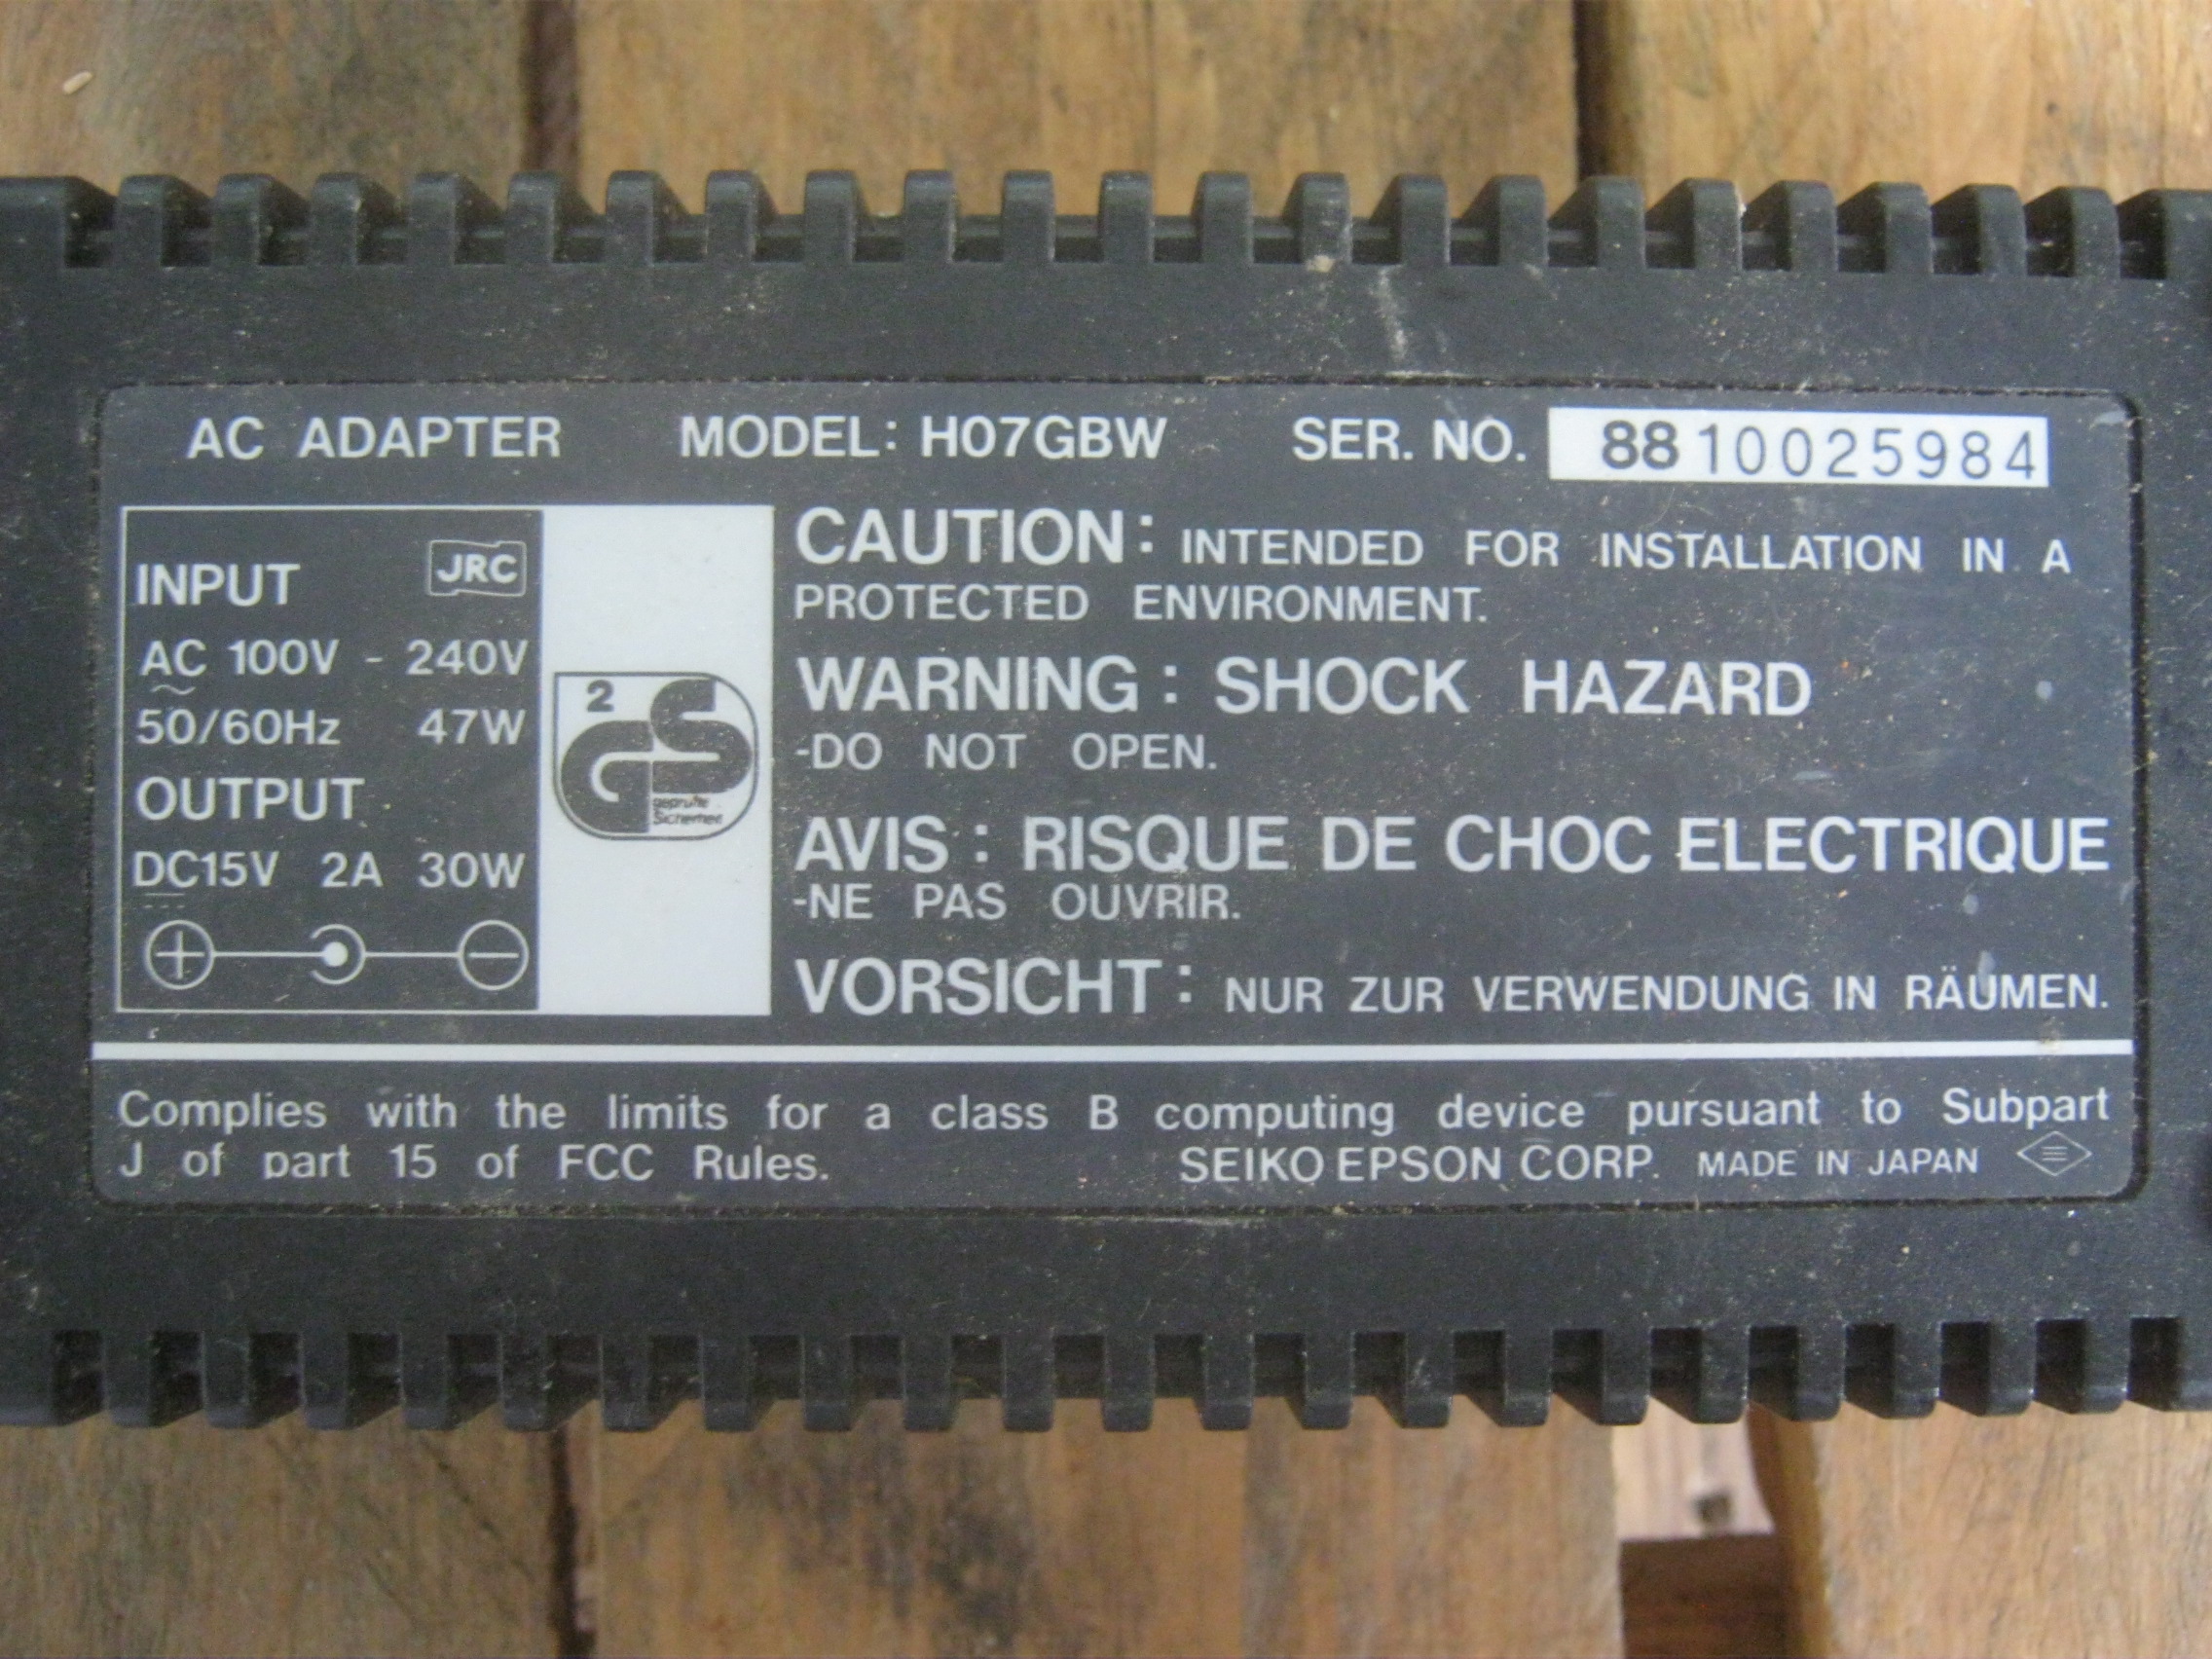 AC ADAPTER MODEL: H07GBW SER. NO. 8810025984
INPUT JRC
AC 100V - 240V
50/60Hz 47W
OUTPUT
DC15V 2A 30W
2
GS
geprüfte
Sicherheit
CAUTION: INTENDED FOR INSTALLATION IN A
PROTECTED ENVIRONMENT.
WARNING: SHOCK HAZARD
-DO NOT OPEN.
AVIS: RISQUE DE CHOC ELECTRIQUE
-NE PAS OUVRIR.
VORSICHT: NUR ZUR VERWENDUNG IN RÄUMEN.
Complies with the limits for a class B computing device pursuant to Subpart
J of part 15 of FCC Rules.
SEIKO EPSON CORP. MADE IN JAPAN